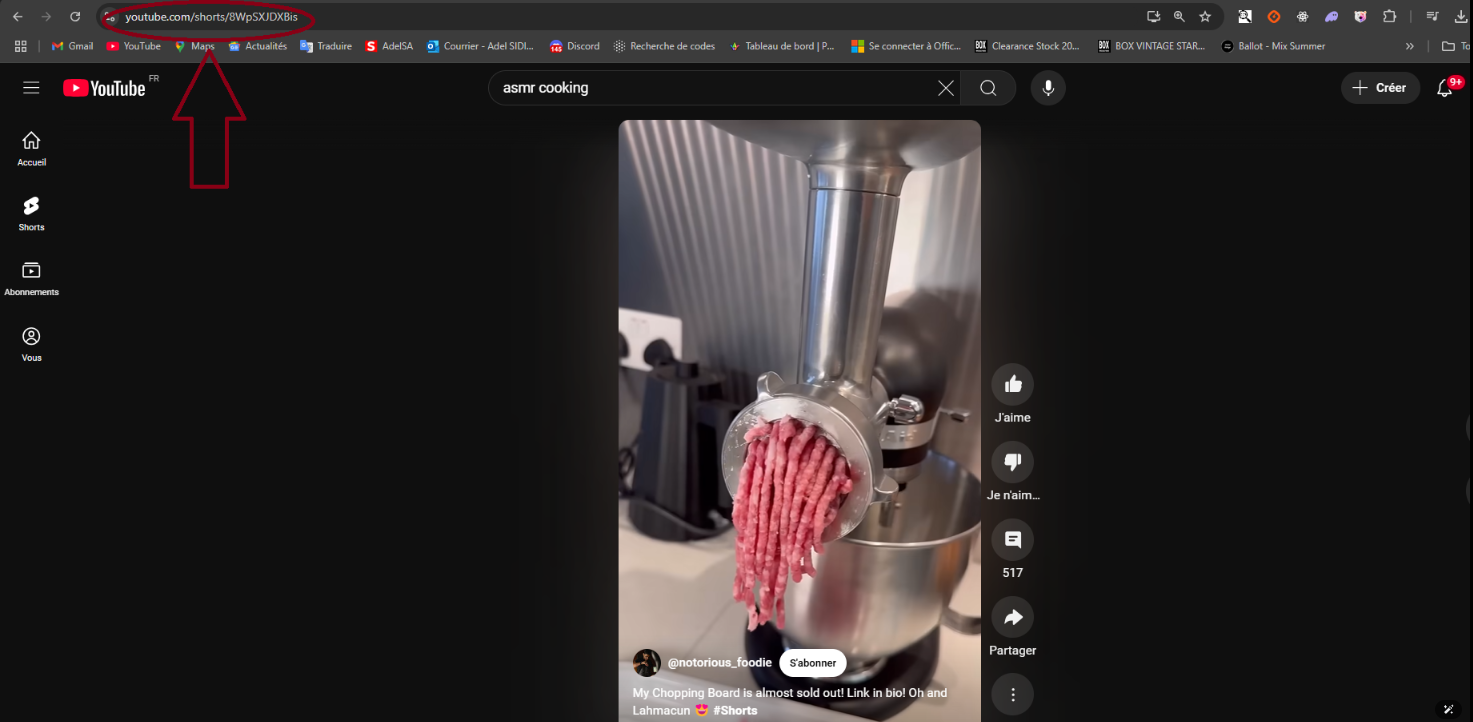 youtube.com/shorts/8WpSXJDXBis
Gmail
YouTube
Maps
Actualités
Traduire
AdelSA
Courrier - Adel SIDI...
Discord
Recherche de codes
Tableau de bord | P...
Se connecter à Offic...
Clearance Stock 20...
BOX VINTAGE STAR...
Ballot - Mix Summer
»
To
YouTube FR
asmr cooking
Créer
9+
Accueil
Shorts
Abonnements
Vous
J'aime
Je n'aim...
517
Partager
@notorious_foodie
S'abonner
My Chopping Board is almost sold out! Link in bio! Oh and
Lahmacun 😍 #Shorts